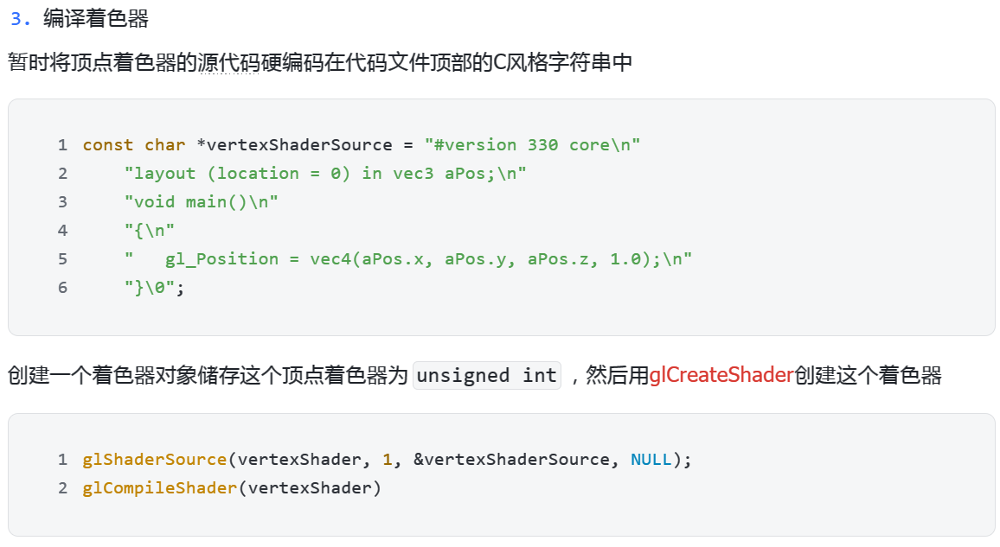 3. 编译着色器
暂时将顶点着色器的源代码硬编码在代码文件顶部的C风格字符串中
1 const char *vertexShaderSource = "#version 330 core\n"
2     "layout (location = 0) in vec3 aPos;\n"
3     "void main()\n"
4     "{\n"
5     "   gl_Position = vec4(aPos.x, aPos.y, aPos.z, 1.0);\n"
6     "}\0";
创建一个着色器对象储存这个顶点着色器为 unsigned int ，然后用glCreateShader创建这个着色器
1 glShaderSource(vertexShader, 1, &vertexShaderSource, NULL);
2 glCompileShader(vertexShader)